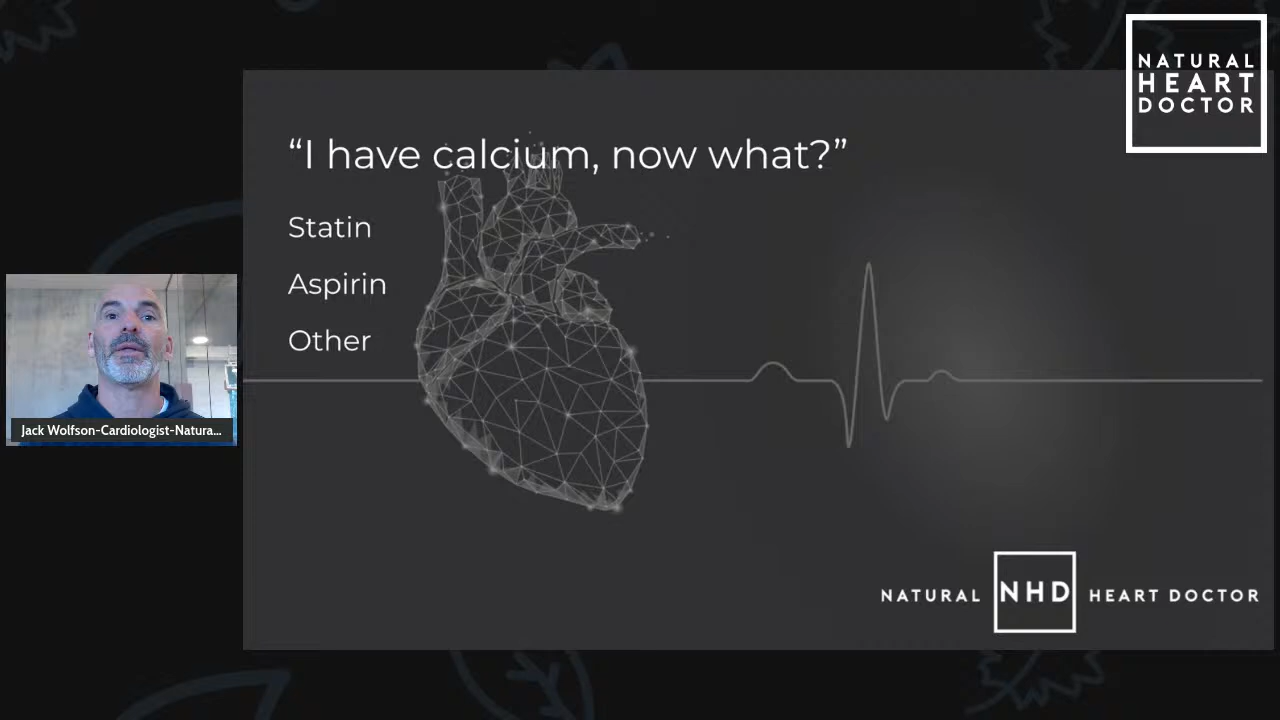 NATURAL
HEART
DOCTOR
“I have calcium, now what?”
Statin
Aspirin
Other
Jack Wolfson-Cardiologist-Natura...
NATURAL NHD HEART DOCTOR